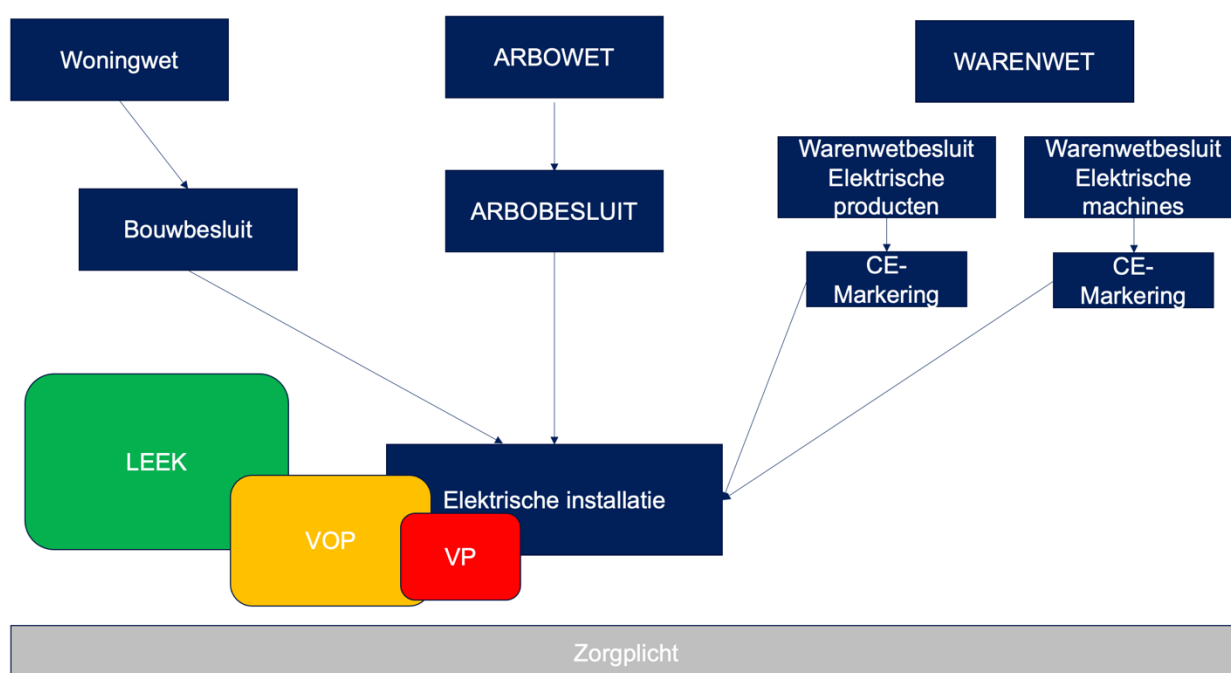 Woningwet
ARBOWET
WARENWET
Warenwetbesluit
Elektrische
producten
Warenwetbesluit
Elektrische
machines
Bouwbesluit
ARBOBESLUIT
CE-
Markering
CE-
Markering
LEEK
VOP
VP
Elektrische installatie
Zorgplicht